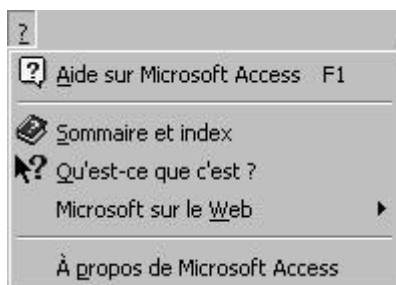 ?
Aide sur Microsoft Access F1
Sommaire et index
Qu'est-ce que c'est ?
Microsoft sur le Web
À propos de Microsoft Access